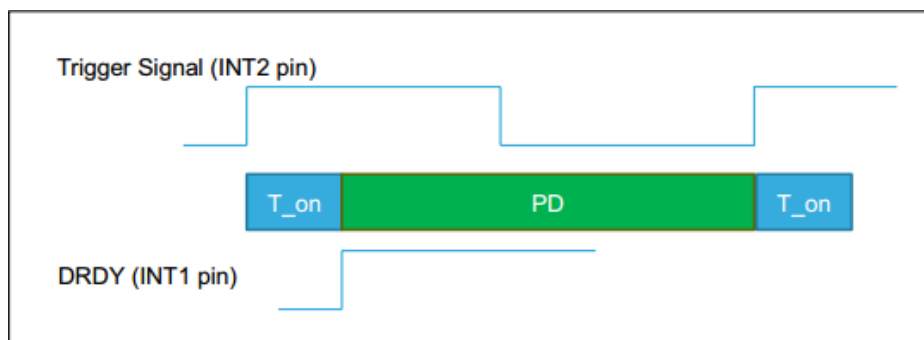 Trigger Signal (INT2 pin)
T_on PD T_on
DRDY (INT1 pin)